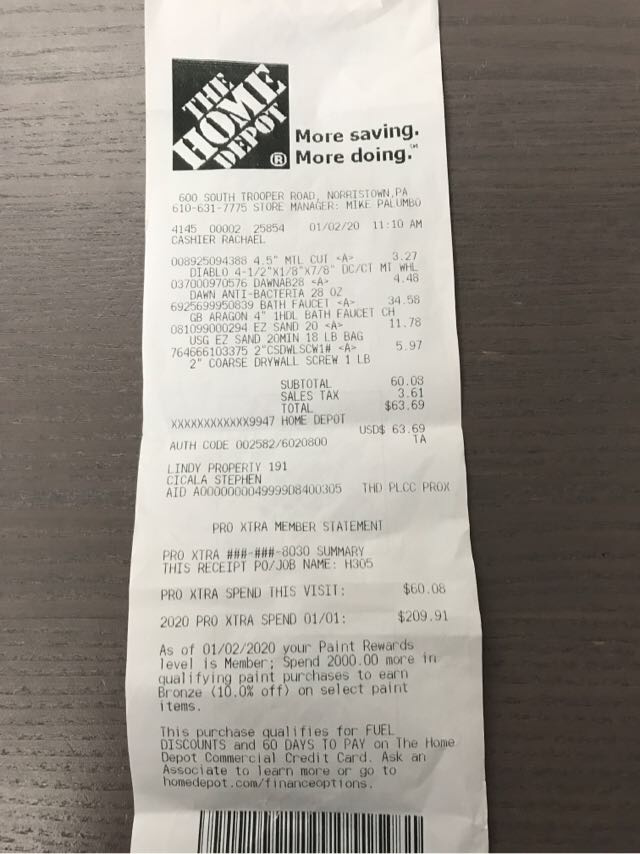 THE
HOME
DEPOT
®
More saving.
More doing.℠
600 SOUTH TROOPER ROAD, NORRISTOWN,PA
610-631-7775 STORE MANAGER: MIKE PALUMBO
4145 00002 25854 01/02/20 11:10 AM
CASHIER RACHAEL
008925094388 4.5" MTL CUT <A> 3.27
DIABLO 4-1/2"X1/8"X7/8" DC/CT MT WHL
037000970576 DAWNAB28 <A> 4.48
DAWN ANTI-BACTERIA 28 OZ
6925699950839 BATH FAUCET <A> 34.58
GB ARAGON 4" 1HDL BATH FAUCET CH
081099000294 EZ SAND 20 <A> 11.78
USG EZ SAND 20MIN 18 LB BAG
764666103375 2"CSDWLSCW1# <A> 5.97
2" COARSE DRYWALL SCREW 1 LB
SUBTOTAL 60.08
SALES TAX 3.61
TOTAL $63.69
XXXXXXXXXXXX9947 HOME DEPOT
USD$ 63.69
AUTH CODE 002582/6020800 TA
LINDY PROPERTY 191
CICALA STEPHEN
AID A0000000049999D8400305 THD PLCC PROX
PRO XTRA MEMBER STATEMENT
PRO XTRA ###-###-8030 SUMMARY
THIS RECEIPT PO/JOB NAME: H305
PRO XTRA SPEND THIS VISIT: $60.08
2020 PRO XTRA SPEND 01/01: $209.91
As of 01/02/2020 your Paint Rewards
level is Member; Spend 2000.00 more in
qualifying paint purchases to earn
Bronze (10.0% off) on select paint
items.
This purchase qualifies for FUEL
DISCOUNTS and 60 DAYS TO PAY on The Home
Depot Commercial Credit Card. Ask an
Associate to learn more or go to
homedepot.com/financeoptions.